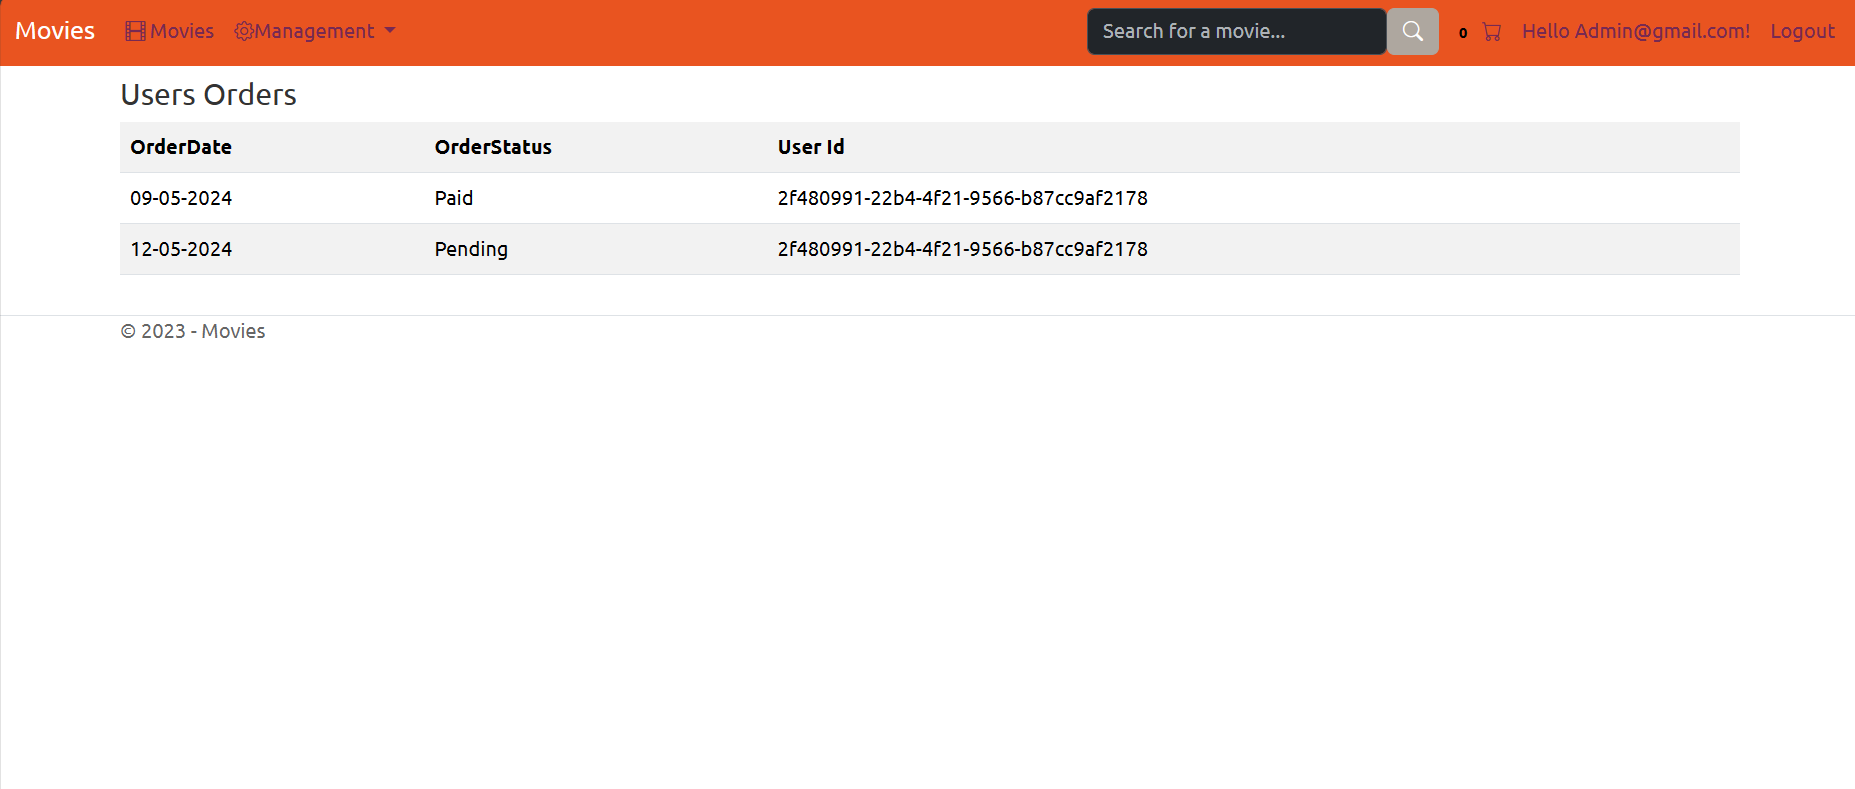 Movies Movies Management Search for a movie... 0 Hello Admin@gmail.com! Logout
Users Orders
OrderDate OrderStatus User Id
09-05-2024 Paid 2f480991-22b4-4f21-9566-b87cc9af2178
12-05-2024 Pending 2f480991-22b4-4f21-9566-b87cc9af2178
© 2023 - Movies